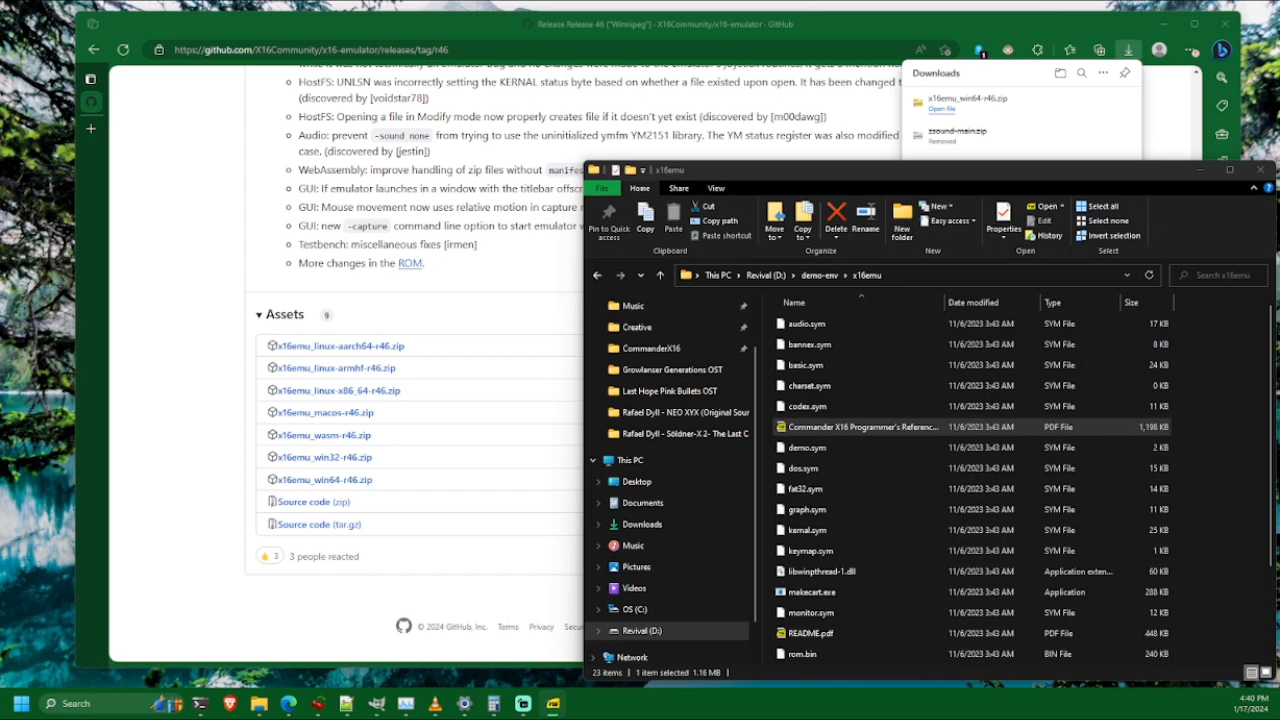 Release Release 46 ("Winnipeg") · X16Community/x16-emulator · GitHub
https://github.com/X16Community/x16-emulator/releases/tag/r46
HostFS: UNLSN was incorrectly setting the KERNAL status byte based on whether a file existed upon open. It has been changed t
(discovered by [voidstar78])
HostFS: Opening a file in Modify mode now properly creates file if it doesn't yet exist (discovered by [m00dawg])
Audio: prevent -sound none from trying to use the uninitialized ymfm YM2151 library. The YM status register was also modified
case. (discovered by [jestin])
WebAssembly: improve handling of zip files without manifes
GUI: If emulator launches in a window with the titlebar offscr
GUI: Mouse movement now uses relative motion in capture
GUI: new -capture command line option to start emulator
Testbench: miscellaneous fixes [irmen]
More changes in the ROM.
Assets 9
x16emu_linux-aarch64-r46.zip
x16emu_linux-armhf-r46.zip
x16emu_linux-x86_64-r46.zip
x16emu_macos-r46.zip
x16emu_wasm-r46.zip
x16emu_win32-r46.zip
x16emu_win64-r46.zip
Source code (zip)
Source code (tar.gz)
3 3 people reacted
© 2024 GitHub, Inc. Terms Privacy Secu
Downloads
x16emu_win64-r46.zip
Open file
zsound-main.zip
Removed
x16emu
File Home Share View
Pin to Quick access Copy Paste Cut Copy path Paste shortcut
Move to Copy to Delete Rename New folder New Easy access
Properties Open Edit History Select all Select none Invert selection
Clipboard Organize New Open Select
This PC Revival (D:) demo-env x16emu Search x16emu
Music
Creative
CommanderX16
Growlanser Generations OST
Last Hope Pink Bullets OST
Rafael Dyll - NEO XYX (Original Sour
Rafael Dyll - Söldner-X 2- The Last C
This PC
Desktop
Documents
Downloads
Music
Pictures
Videos
OS (C:)
Revival (D:)
Network
Name Date modified Type Size
audio.sym 11/6/2023 3:43 AM SYM File 17 KB
bannex.sym 11/6/2023 3:43 AM SYM File 8 KB
basic.sym 11/6/2023 3:43 AM SYM File 24 KB
charset.sym 11/6/2023 3:43 AM SYM File 0 KB
codex.sym 11/6/2023 3:43 AM SYM File 11 KB
Commander X16 Programmer's Referenc... 11/6/2023 3:43 AM PDF File 1,198 KB
demo.sym 11/6/2023 3:43 AM SYM File 2 KB
dos.sym 11/6/2023 3:43 AM SYM File 15 KB
fat32.sym 11/6/2023 3:43 AM SYM File 14 KB
graph.sym 11/6/2023 3:43 AM SYM File 11 KB
kernal.sym 11/6/2023 3:43 AM SYM File 25 KB
keymap.sym 11/6/2023 3:43 AM SYM File 1 KB
libwinpthread-1.dll 11/6/2023 3:43 AM Application exten... 60 KB
makecart.exe 11/6/2023 3:43 AM Application 288 KB
monitor.sym 11/6/2023 3:43 AM SYM File 12 KB
README.pdf 11/6/2023 3:43 AM PDF File 448 KB
rom.bin 11/6/2023 3:43 AM BIN File 240 KB
23 items 1 item selected 1.16 MB
Search
4:40 PM
1/17/2024